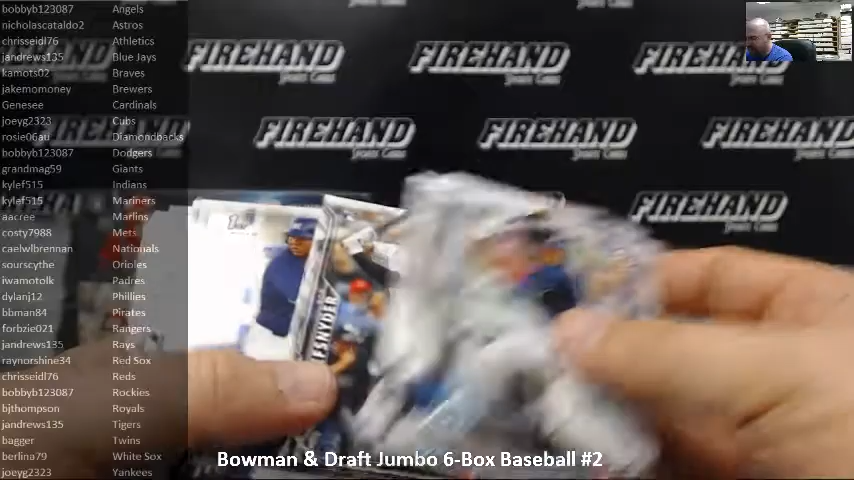 bobbyb123087 Angels
nicholascataldo2 Astros
chrisseidl76 Athletics
jandrews135 Blue Jays
kamots02 Braves
jakemomoney Brewers
Genesee Cardinals
joeyg2323 Cubs
rosie06au Diamondbacks
bobbyb123087 Dodgers
grandmag59 Giants
kylef515 Indians
kylef515 Mariners
aacree Marlins
costy7988 Mets
caelwlbrennan Nationals
sourscythe Orioles
iwamotolk Padres
dylanj12 Phillies
bbman84 Pirates
forbzie021 Rangers
jandrews135 Rays
raynorshine34 Red Sox
chrisseidl76 Reds
bobbyb123087 Rockies
bjthompson Royals
jandrews135 Tigers
bagger Twins
berlina79 White Sox
joeyg2323 Yankees
FIREHAND FIREHAND FIREHAND
FIREHAND FIREHAND FIREHAND
FIREHAND
Bowman & Draft Jumbo 6-Box Baseball #2